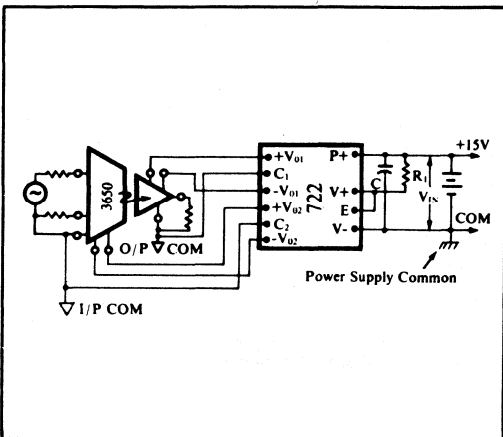 3650
O/P COM
I/P COM
+V01
C1
-V01
+V02
C2
-V02
722
P+
V+
E
V-
C
R1
VIN
+15V
COM
Power Supply Common